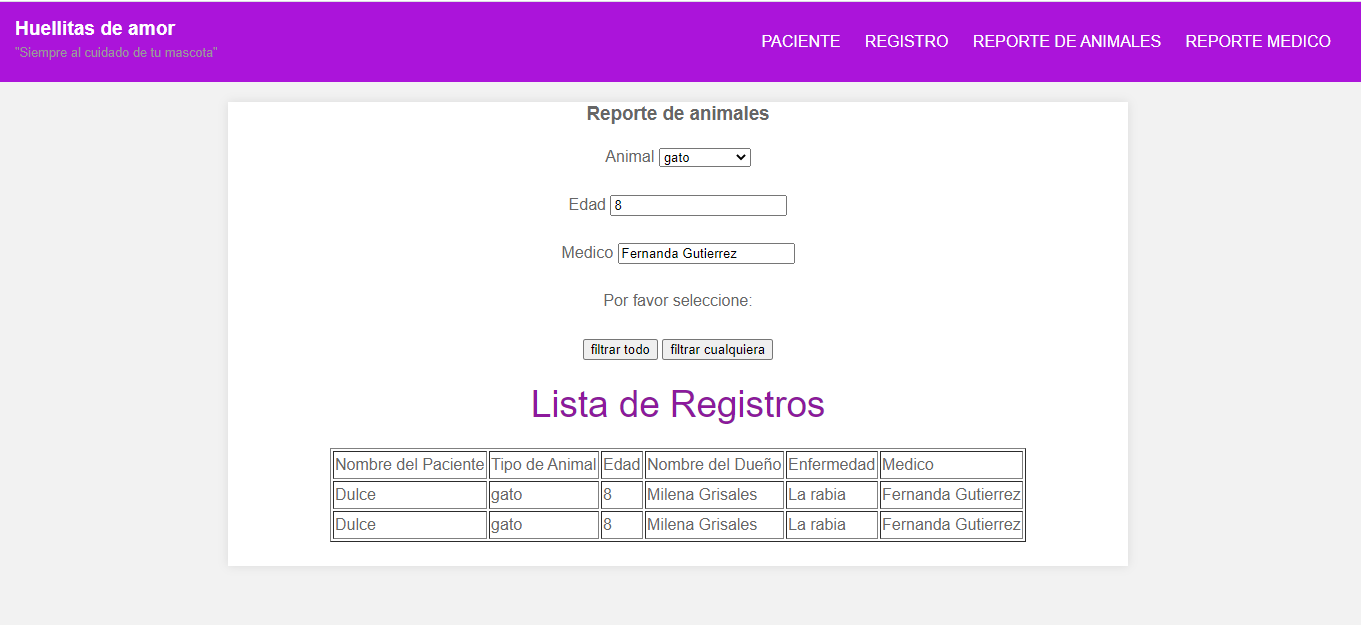 Huellitas de amor
"Siempre al cuidado de tu mascota"
PACIENTE REGISTRO REPORTE DE ANIMALES REPORTE MEDICO
Reporte de animales
Animal gato
Edad 8
Medico Fernanda Gutierrez
Por favor seleccione:
filtrar todo filtrar cualquiera
Lista de Registros
Nombre del Paciente Tipo de Animal Edad Nombre del Dueño Enfermedad Medico
Dulce gato 8 Milena Grisales La rabia Fernanda Gutierrez
Dulce gato 8 Milena Grisales La rabia Fernanda Gutierrez